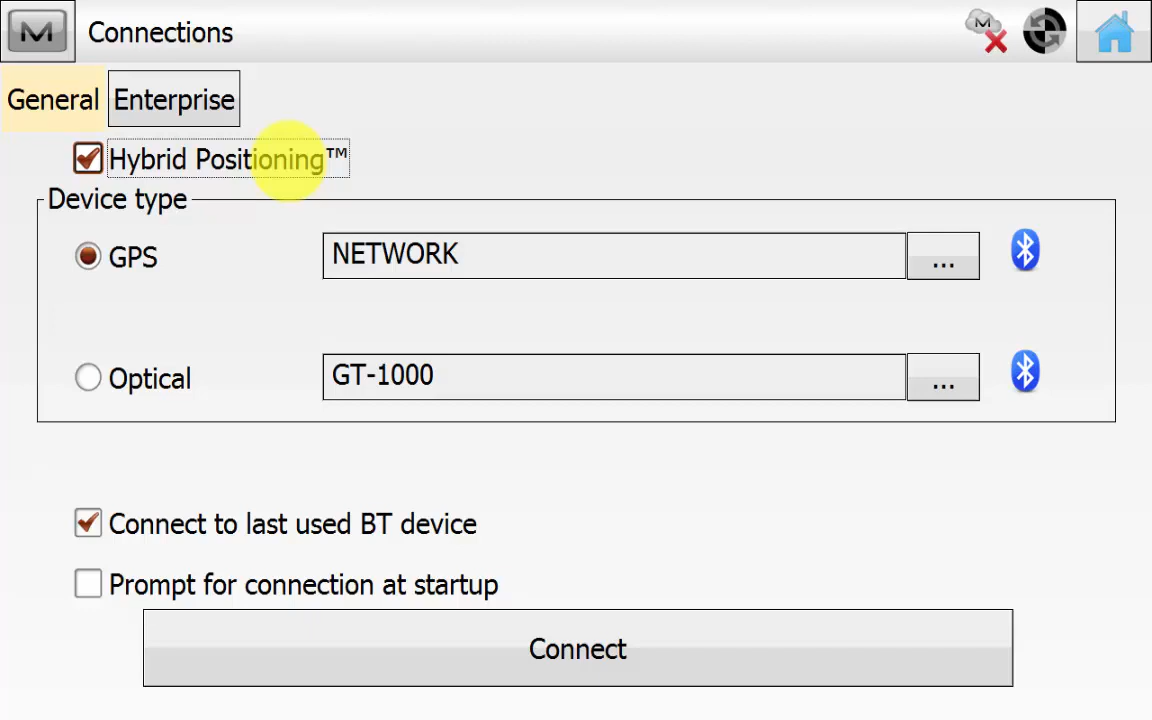 Connections
General Enterprise
Hybrid Positioning™
Device type
GPS NETWORK ...
Optical GT-1000 ...
Connect to last used BT device
Prompt for connection at startup
Connect